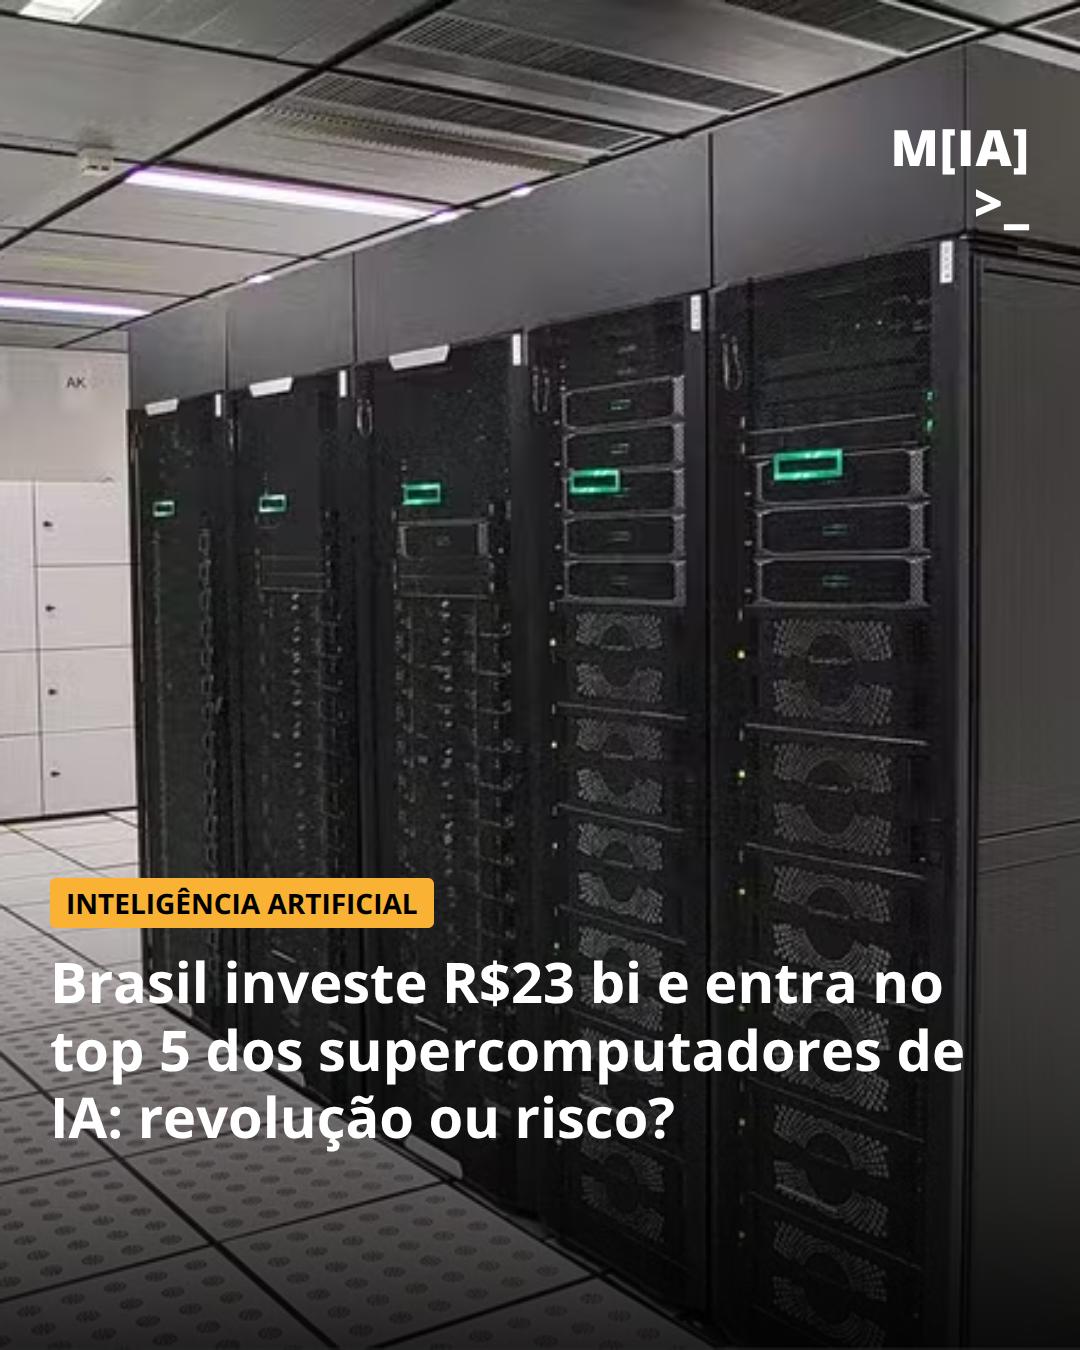 M[IA]
>_
AK
INTELIGÊNCIA ARTIFICIAL
Brasil investe R$23 bi e entra no
top 5 dos supercomputadores de
IA: revolução ou risco?